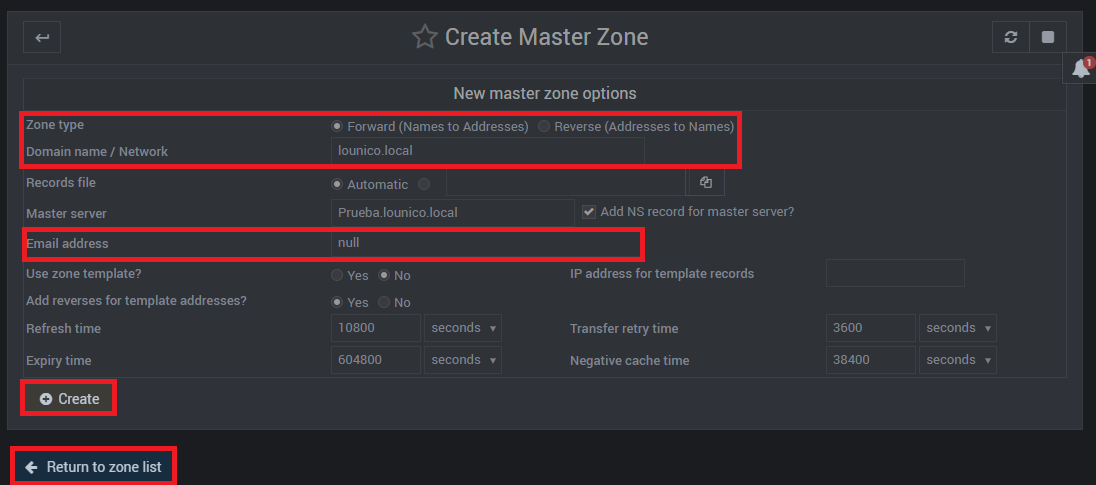 Create Master Zone
1
New master zone options
Zone type Forward (Names to Addresses) Reverse (Addresses to Names)
Domain name / Network lounico.local
Records file Automatic
Master server Prueba.lounico.local Add NS record for master server?
Email address null
Use zone template? Yes No IP address for template records
Add reverses for template addresses? Yes No
Refresh time 10800 seconds Transfer retry time 3600 seconds
Expiry time 604800 seconds Negative cache time 38400 seconds
Create
Return to zone list